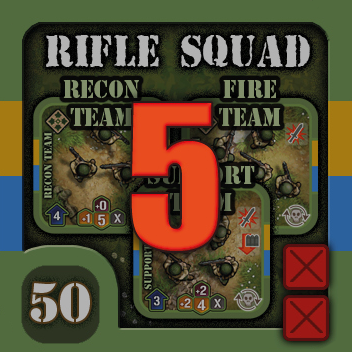 RIFLE SQUAD
RECON TEAM
FIRE TEAM
5
SUPPORT TEAM
RECON TEAM
4
+0
-1 5 X
SUPPORT
3
+2
-2 4 X
50